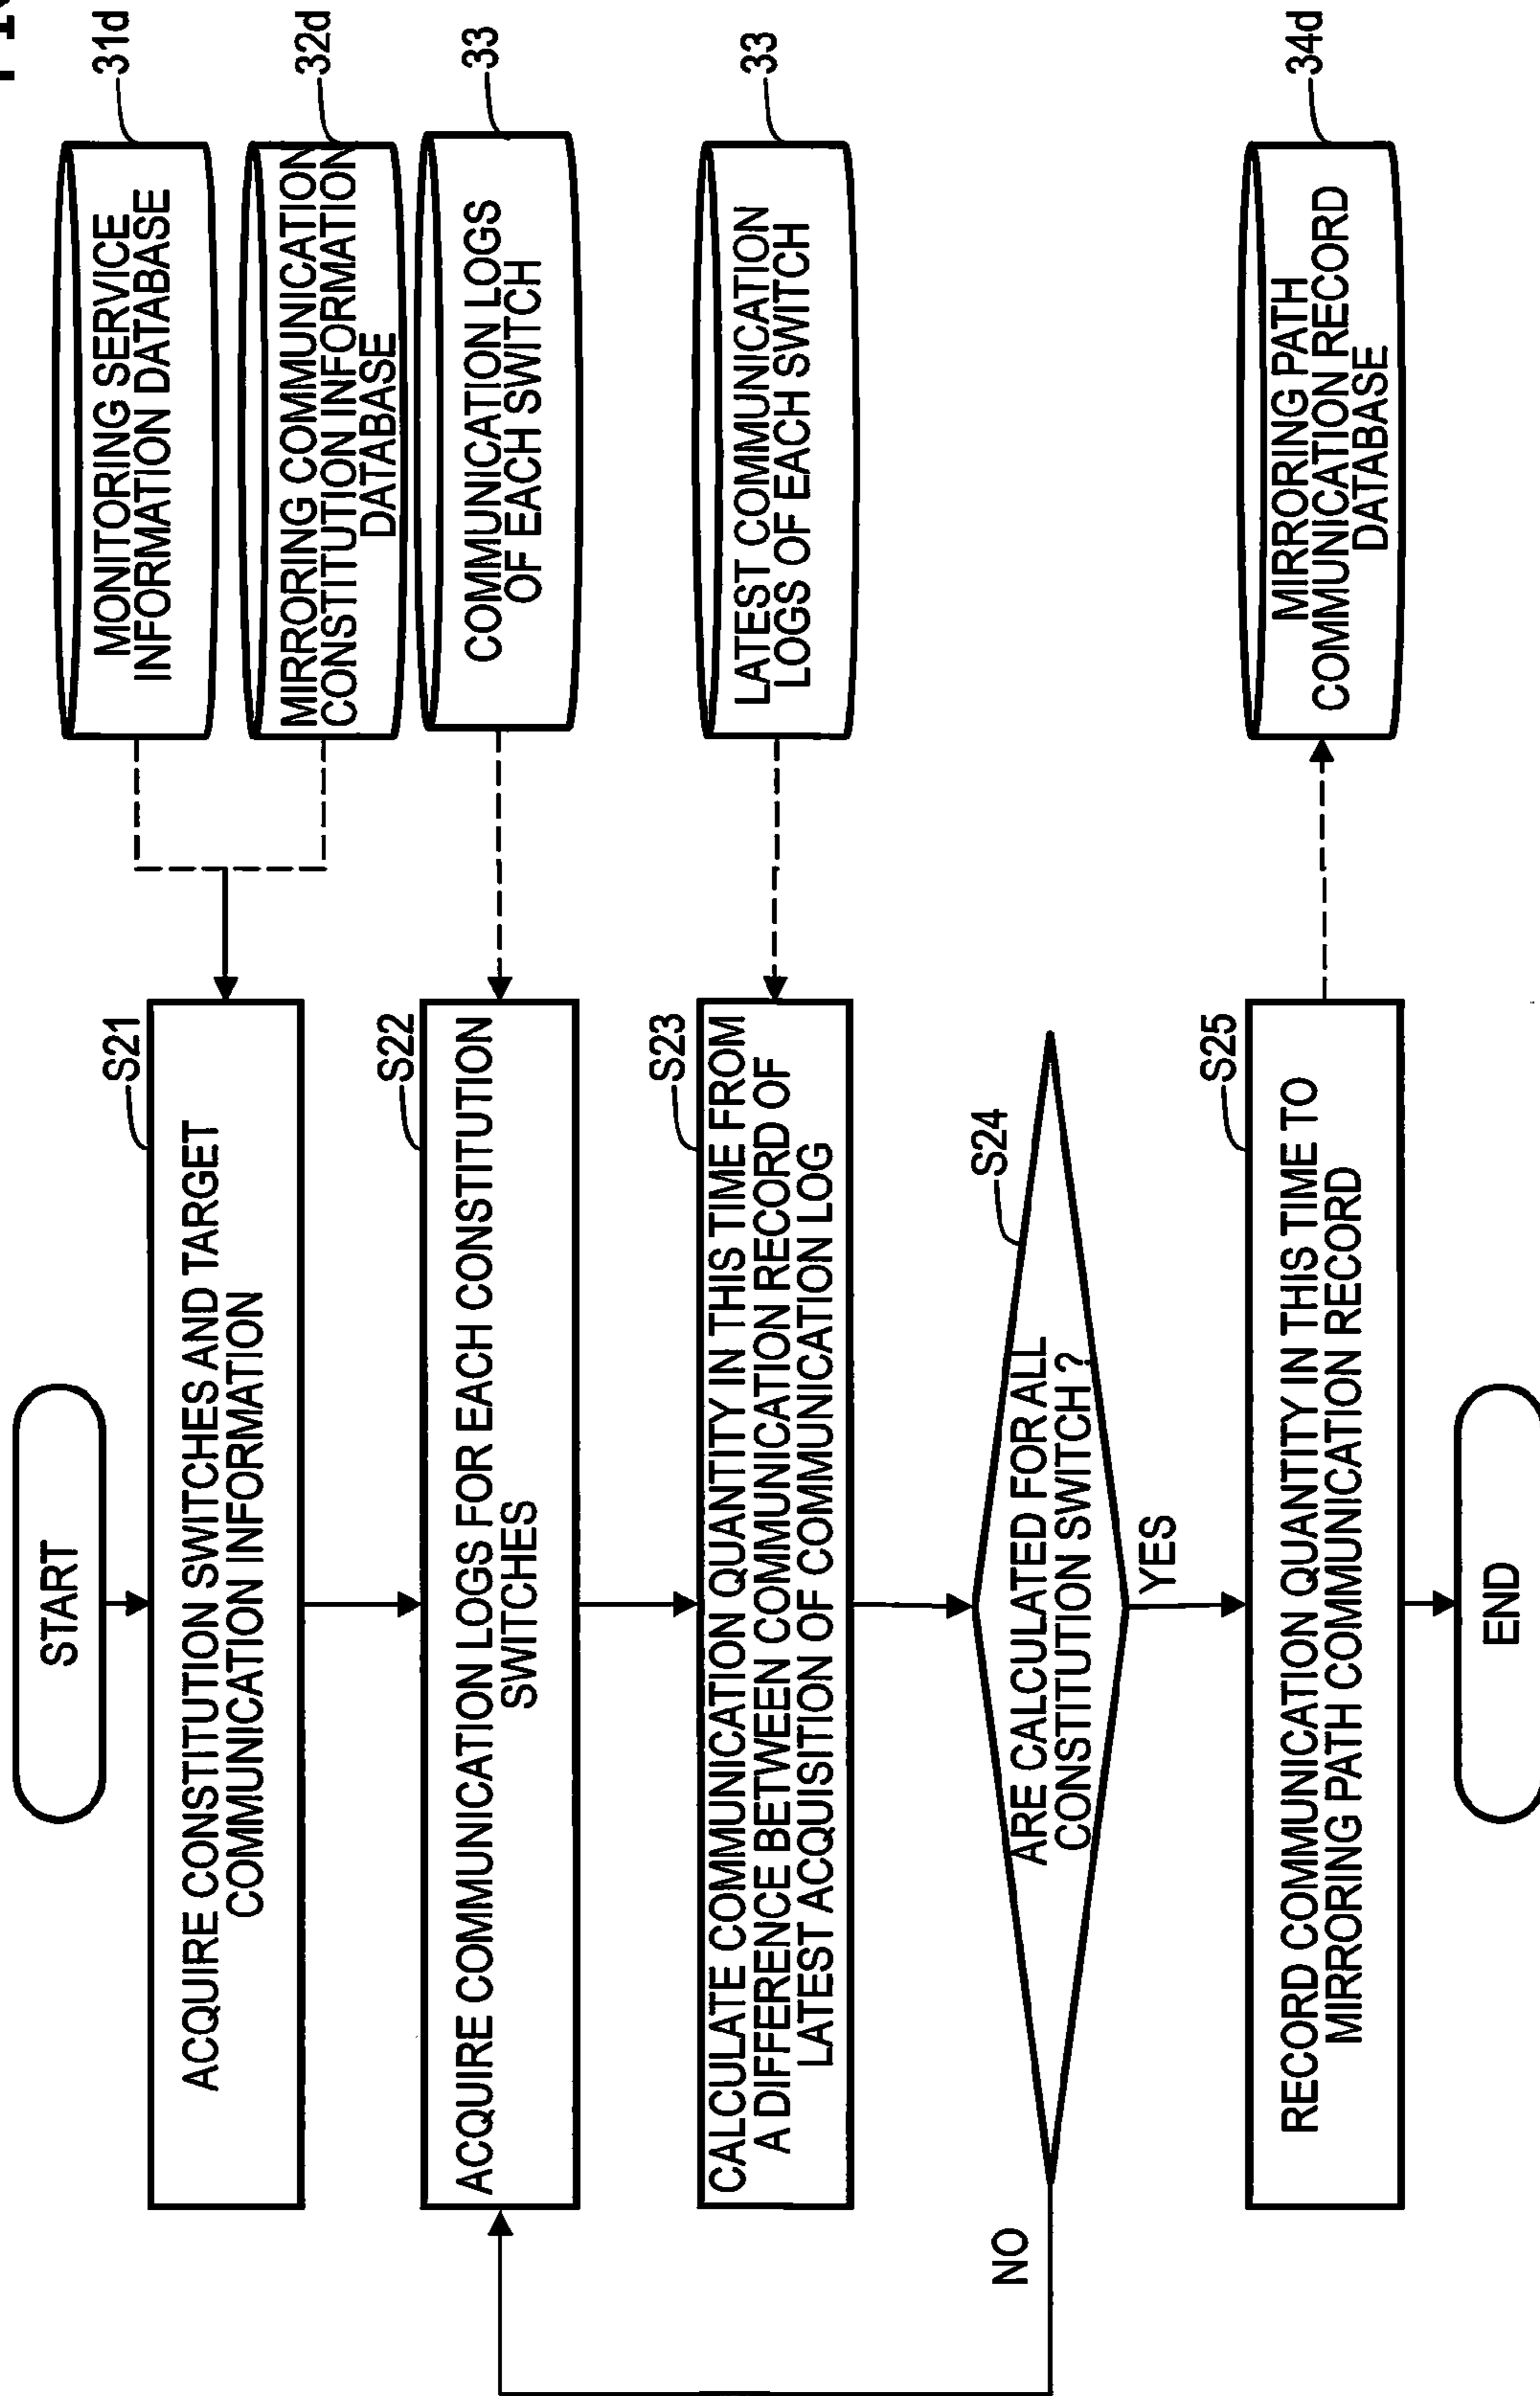 START
S21
ACQUIRE CONSTITUTION SWITCHES AND TARGET
COMMUNICATION INFORMATION
31d
MONITORING SERVICE
INFORMATION DATABASE
32d
MIRRORING COMMUNICATION
CONSTITUTION INFORMATION
DATABASE
S22
ACQUIRE COMMUNICATION LOGS FOR EACH CONSTITUTION
SWITCHES
33
COMMUNICATION LOGS
OF EACH SWITCH
S23
CALCULATE COMMUNICATION QUANTITY IN THIS TIME FROM
A DIFFERENCE BETWEEN COMMUNICATION RECORD OF
LATEST ACQUISITION OF COMMUNICATION LOG
33
LATEST COMMUNICATION
LOGS OF EACH SWITCH
S24
ARE CALCULATED FOR ALL
CONSTITUTION SWITCH ?
NO
YES
S25
RECORD COMMUNICATION QUANTITY IN THIS TIME TO
MIRRORING PATH COMMUNICATION RECORD
34d
MIRRORING PATH
COMMUNICATION RECORD
DATABASE
END